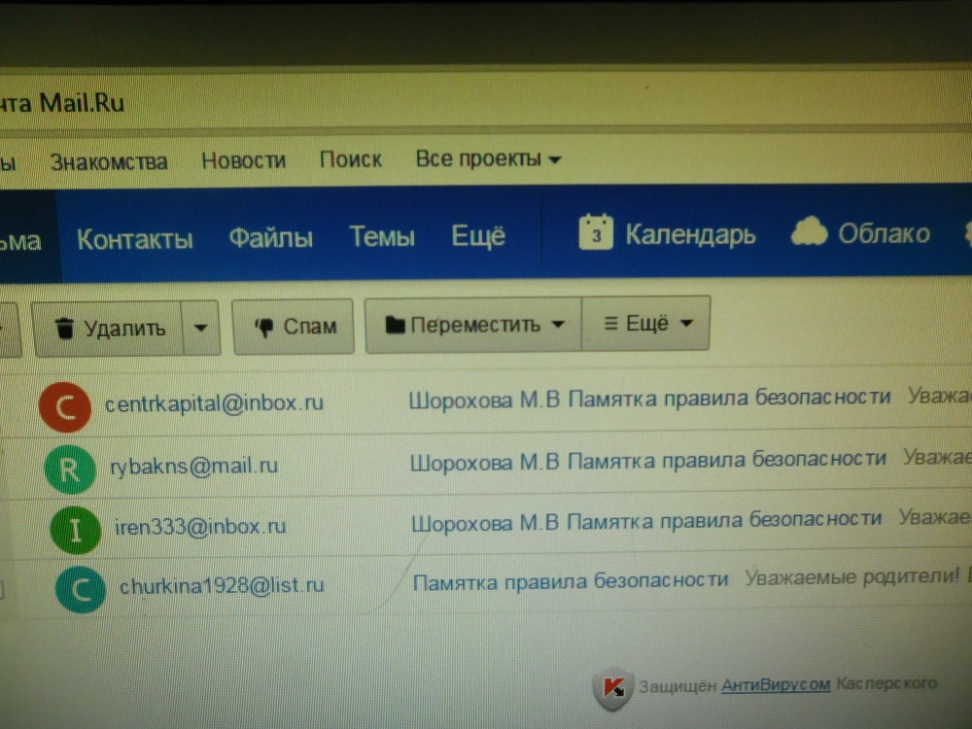 чта Mail.Ru
ы Знакомства Новости Поиск Все проекты
ьма Контакты Файлы Темы Ещё 3 Календарь Облако
Удалить Спам Переместить Ещё
C centrkapital@inbox.ru Шорохова М.В Памятка правила безопасности Уважа
R rybakns@mail.ru Шорохова М.В Памятка правила безопасности Уважае
I iren333@inbox.ru Шорохова М.В Памятка правила безопасности Уважае
C churkina1928@list.ru Памятка правила безопасности Уважаемые родители!
Защищён АнтиВирусом Касперского